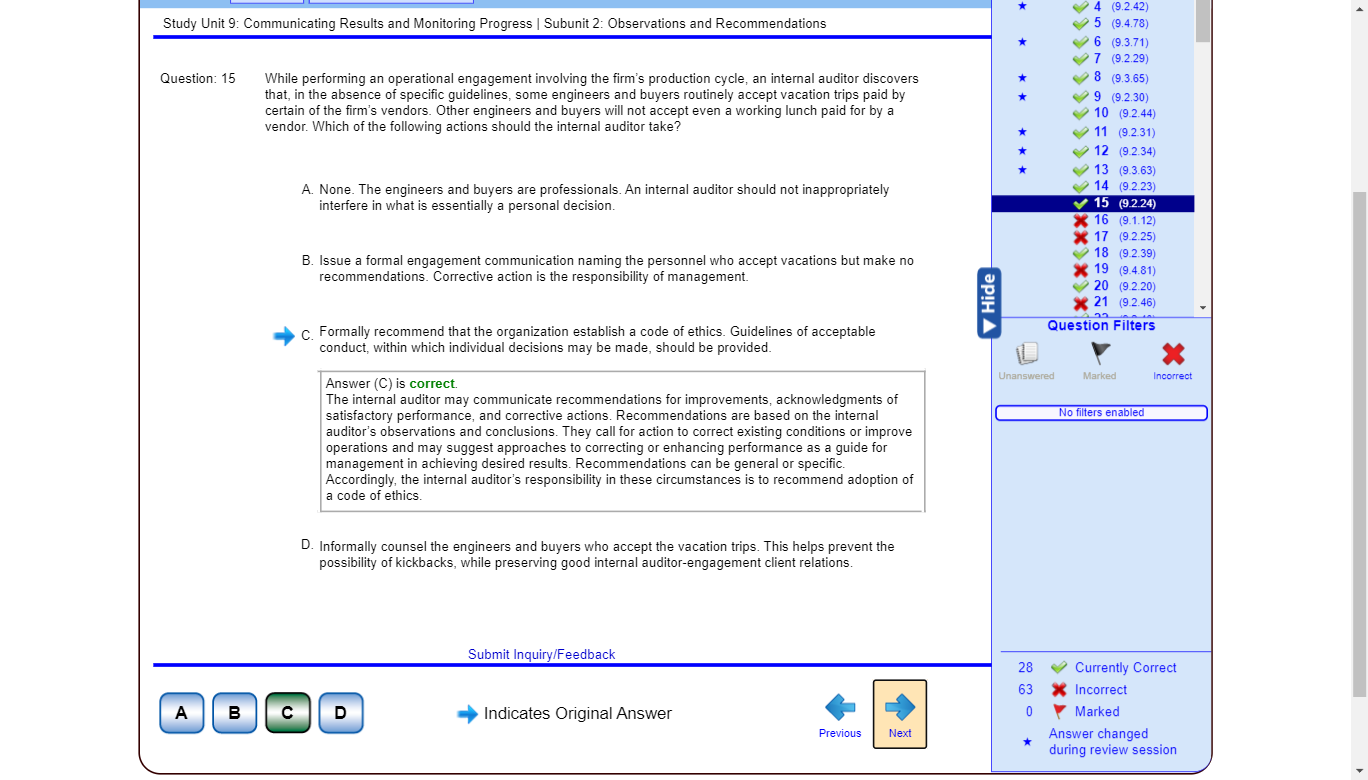 Study Unit 9: Communicating Results and Monitoring Progress | Subunit 2: Observations and Recommendations
Question: 15
While performing an operational engagement involving the firm's production cycle, an internal auditor discovers
that, in the absence of specific guidelines, some engineers and buyers routinely accept vacation trips paid by
certain of the firm's vendors. Other engineers and buyers will not accept even a working lunch paid for by a
vendor. Which of the following actions should the internal auditor take?
A. None. The engineers and buyers are professionals. An internal auditor should not inappropriately
interfere in what is essentially a personal decision.
B. Issue a formal engagement communication naming the personnel who accept vacations but make no
recommendations. Corrective action is the responsibility of management.
C. Formally recommend that the organization establish a code of ethics. Guidelines of acceptable
conduct, within which individual decisions may be made, should be provided.
Answer (C) is correct.
The internal auditor may communicate recommendations for improvements, acknowledgments of
satisfactory performance, and corrective actions. Recommendations are based on the internal
auditor's observations and conclusions. They call for action to correct existing conditions or improve
operations and may suggest approaches to correcting or enhancing performance as a guide for
management in achieving desired results. Recommendations can be general or specific.
Accordingly, the internal auditor's responsibility in these circumstances is to recommend adoption of
a code of ethics.
D. Informally counsel the engineers and buyers who accept the vacation trips. This helps prevent the
possibility of kickbacks, while preserving good internal auditor-engagement client relations.
Submit Inquiry/Feedback
A B C D
Indicates Original Answer
Previous
Next
4 (9.2.42)
5 (9.4.78)
6 (9.3.71)
7 (9.2.29)
8 (9.3.65)
9 (9.2.30)
10 (9.2.44)
11 (9.2.31)
12 (9.2.34)
13 (9.3.63)
14 (9.2.23)
15 (9.2.24)
16 (9.1.12)
17 (9.2.25)
18 (9.2.39)
19 (9.4.81)
20 (9.2.20)
21 (9.2.46)
Hide
Question Filters
Unanswered
Marked
Incorrect
No filters enabled
28 Currently Correct
63 Incorrect
0 Marked
Answer changed
during review session